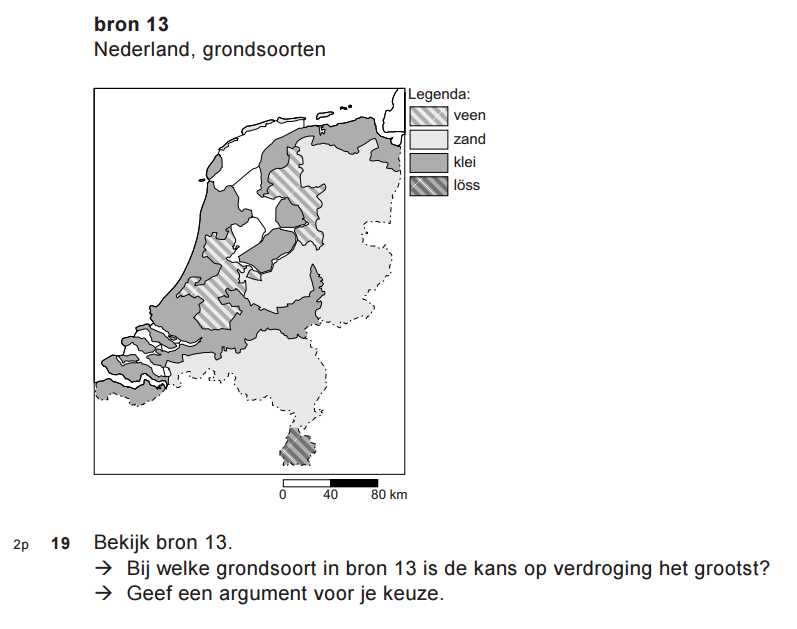 bron 13
Nederland, grondsoorten
Legenda:
veen
zand
klei
löss
0 40 80 km
2p 19 Bekijk bron 13.
→ Bij welke grondsoort in bron 13 is de kans op verdroging het grootst?
→ Geef een argument voor je keuze.